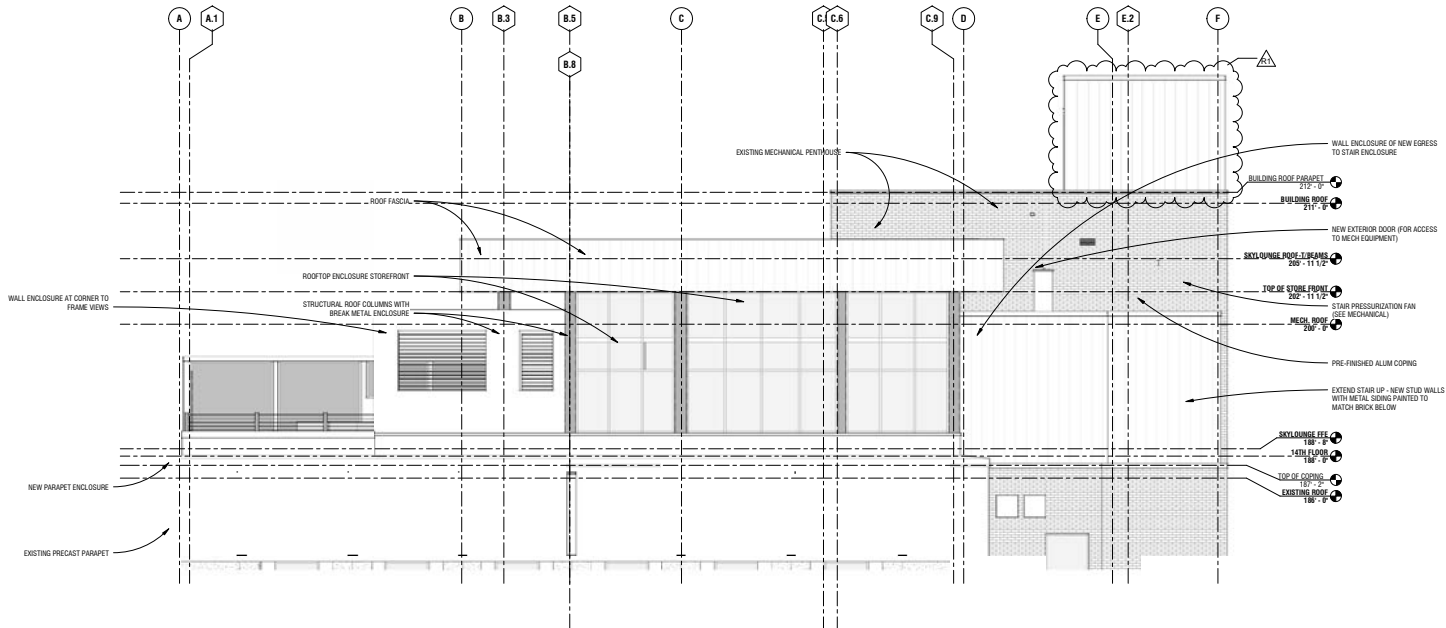 A
A.1
B
B.3
B.5
B.8
C
C.6
C.9
D
E
E.2
F
R1
EXISTING MECHANICAL PENTHOUSE
WALL ENCLOSURE OF NEW EGRESS
TO STAIR ENCLOSURE
BUILDING ROOF PARAPET
212' - 0"
BUILDING ROOF
211' - 0"
ROOF FASCIA
NEW EXTERIOR DOOR (FOR ACCESS
TO MECH EQUIPMENT)
SKYLOUNGE ROOF-T/BEAMS
205' - 11 1/2"
ROOFTOP ENCLOSURE STOREFRONT
TOP OF STORE FRONT
202' - 11 1/2"
WALL ENCLOSURE AT CORNER TO
FRAME VIEWS
STRUCTURAL ROOF COLUMNS WITH
BREAK METAL ENCLOSURE
STAIR PRESSURIZATION FAN
(SEE MECHANICAL)
MECH. ROOF
200' - 0"
PRE-FINISHED ALUM COPING
EXTEND STAIR UP - NEW STUD WALLS
WITH METAL SIDING PAINTED TO
MATCH BRICK BELOW
SKYLOUNGE FFE
188' - 8"
14TH FLOOR
188' - 0"
TOP OF COPING
187' - 2"
EXISTING ROOF
186' - 0"
NEW PARAPET ENCLOSURE
EXISTING PRECAST PARAPET